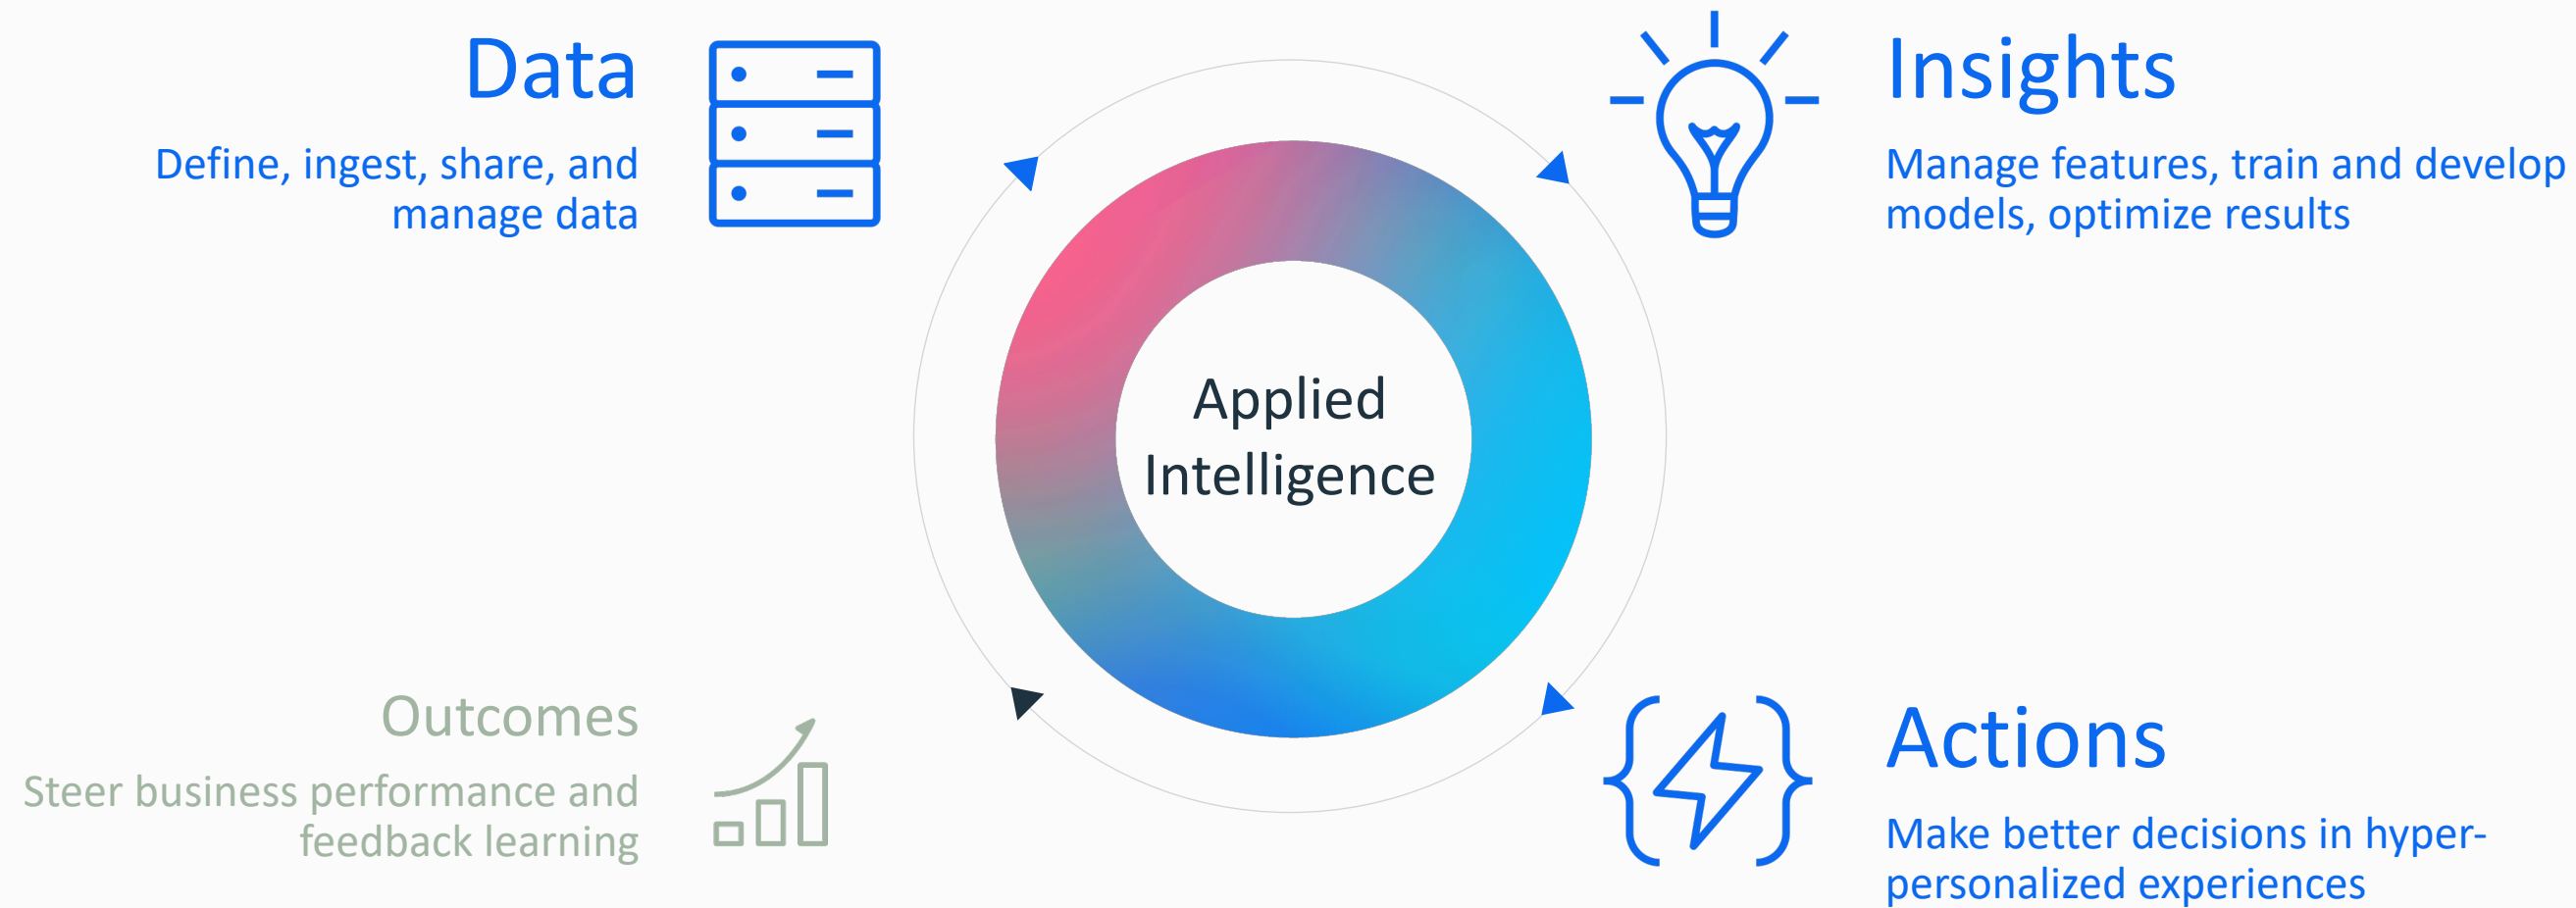 Data
Define, ingest, share, and
manage data
Insights
Manage features, train and develop
models, optimize results
Applied
Intelligence
Outcomes
Steer business performance and
feedback learning
Actions
Make better decisions in hyper-
personalized experiences